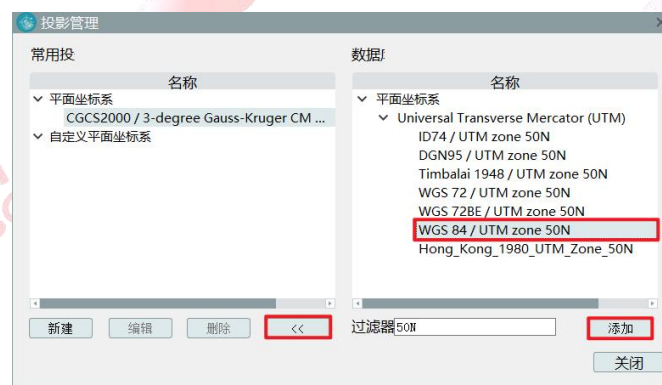 投影管理
常用投
数据
名称
平面坐标系
CGCS2000 / 3-degree Gauss-Kruger CM ...
自定义平面坐标系
名称
平面坐标系
Universal Transverse Mercator (UTM)
ID74 / UTM zone 50N
DGN95 / UTM zone 50N
Timbalai 1948 / UTM zone 50N
WGS 72 / UTM zone 50N
WGS 72BE / UTM zone 50N
WGS 84 / UTM zone 50N
Hong_Kong_1980_UTM_Zone_50N
新建 编辑 删除 << 过滤器 50N 添加
关闭